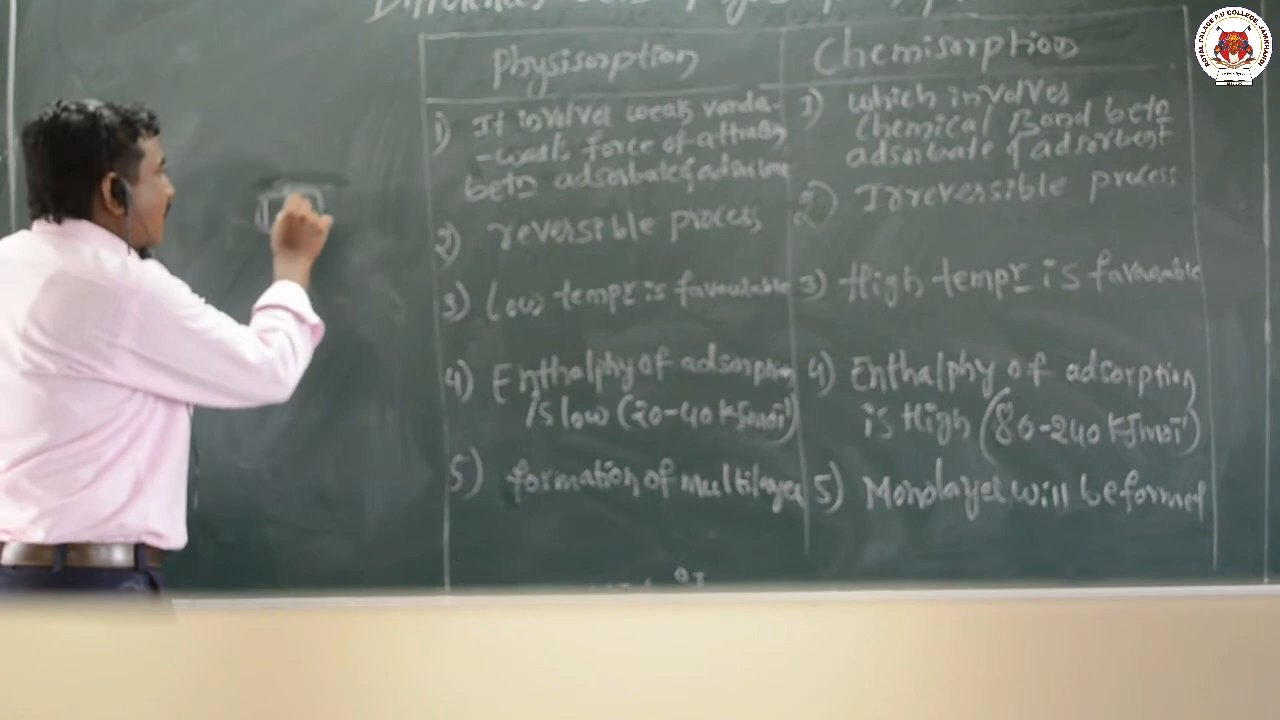 Physisorption
1) It involves weak vanda-
-waals force of attraction
betn adsorbate & adsorbent
2) reversible process
3) low tempr is favourable
4) Enthalphy of adsorption
is low (20-40 kJmol⁻¹)
5) formation of multilayer
Chemisorption
1) which involves
chemical Bond betn
adsorbate & adsorbent
2) Irreversible process
3) High tempr is favourable
4) Enthalphy of adsorption
is High (80-240 kJmol⁻¹)
5) Monolayer will be formed